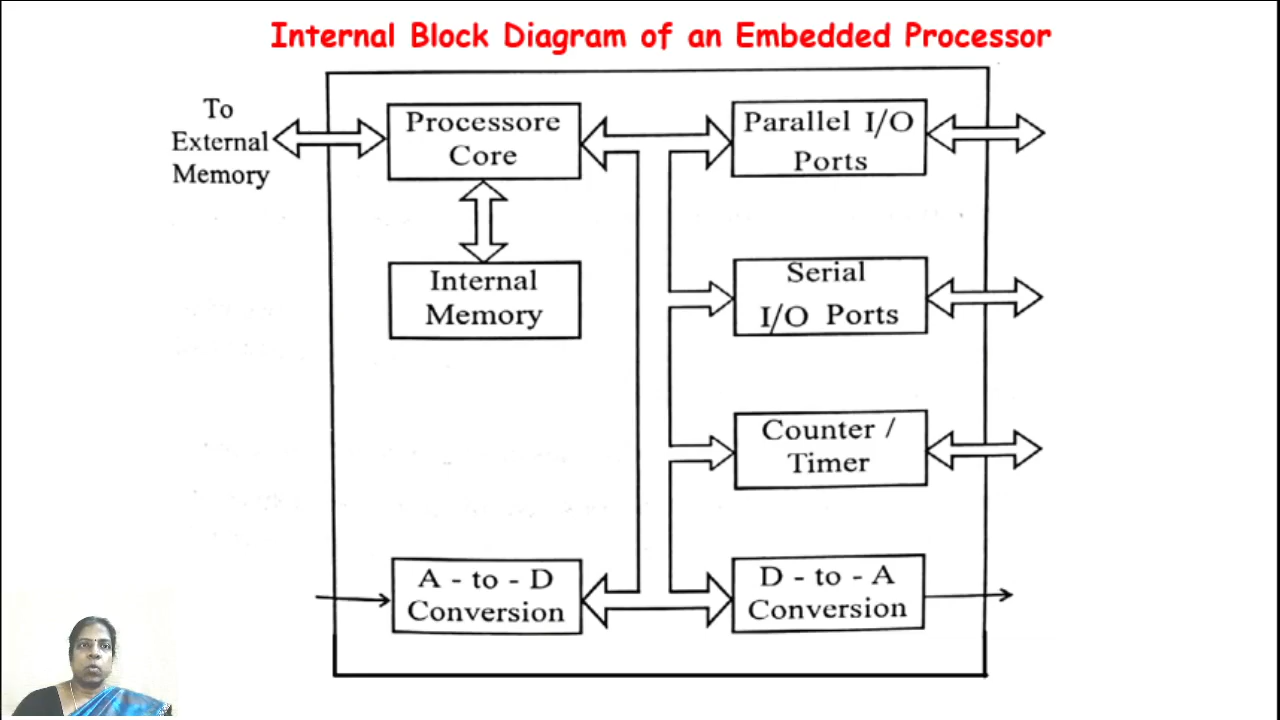 Internal Block Diagram of an Embedded Processor
To
External
Memory
Processore
Core
Parallel I/O
Ports
Internal
Memory
Serial
I/O Ports
Counter /
Timer
A - to - D
Conversion
D - to - A
Conversion